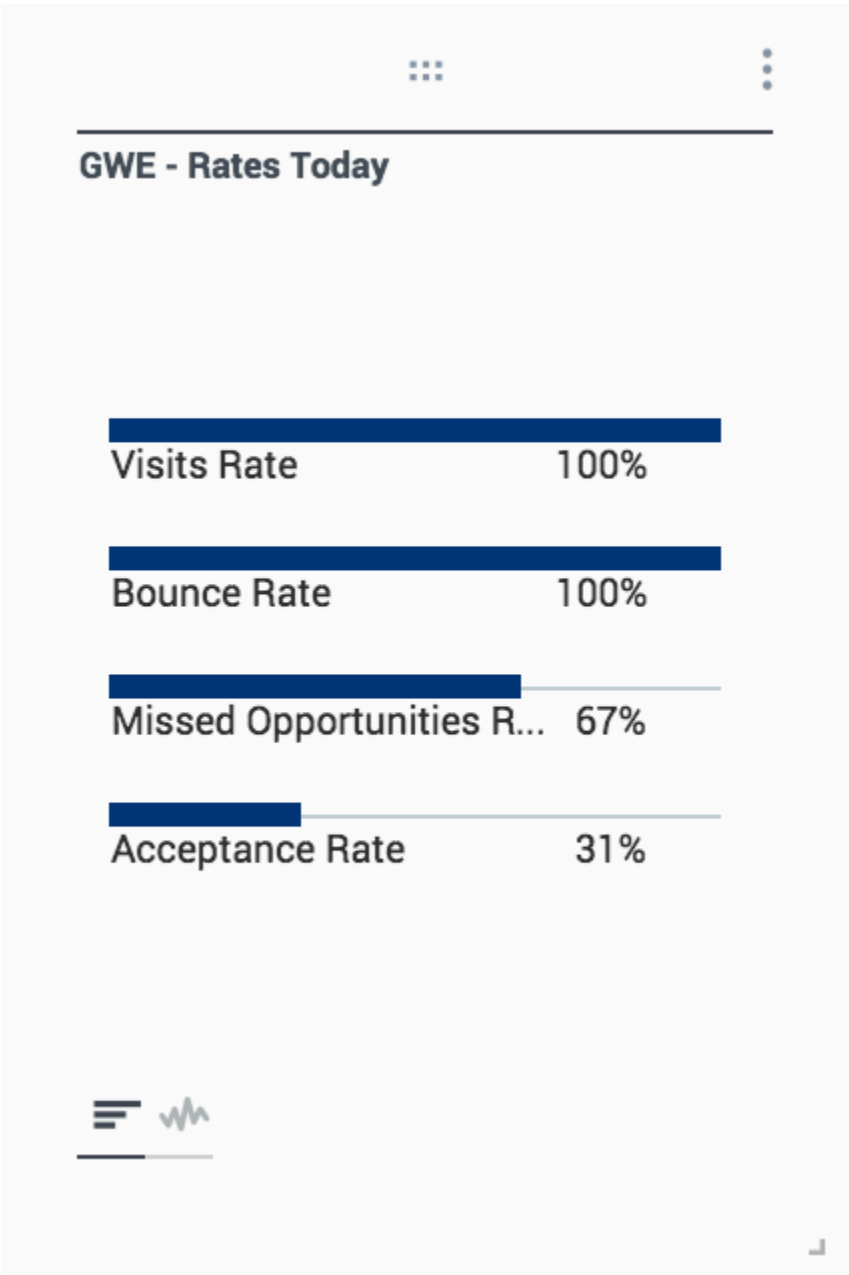 GWE - Rates Today
Visits Rate 100%
Bounce Rate 100%
Missed Opportunities R... 67%
Acceptance Rate 31%